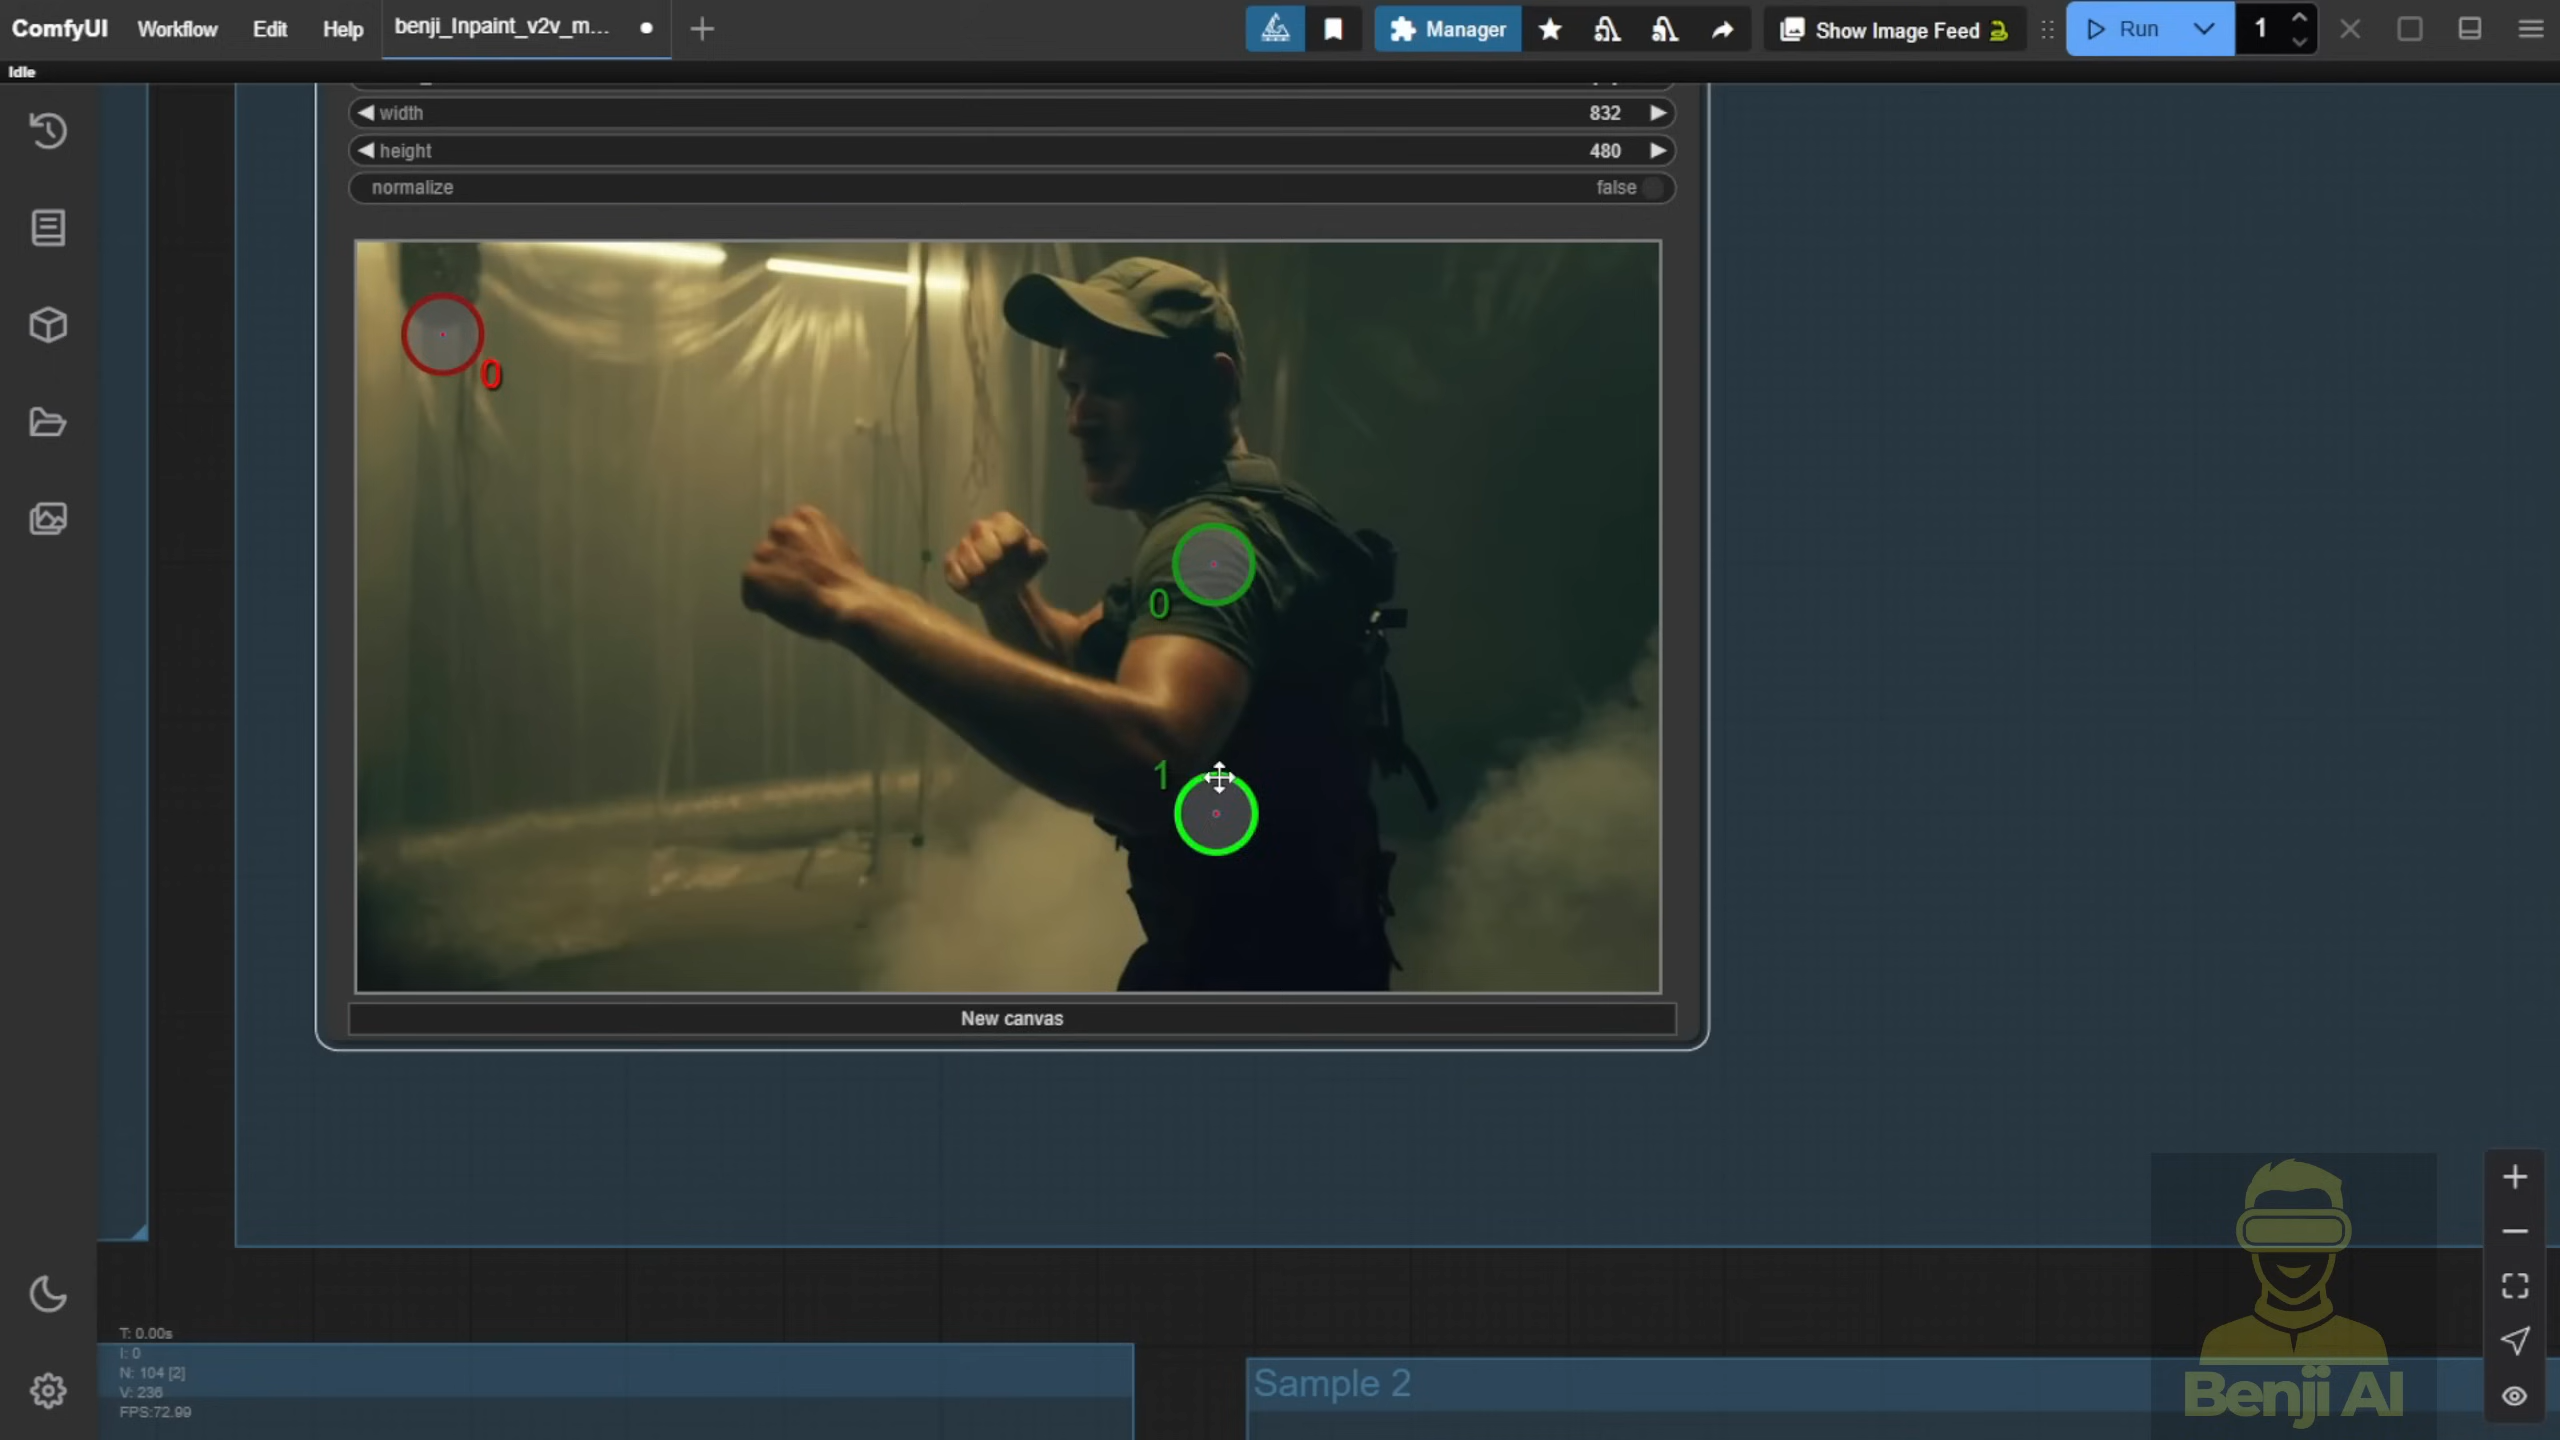 ComfyUI Workflow Edit Help benji_Inpaint_v2v_m... Manager Show Image Feed Run 1
Idle
width 832
height 480
normalize false
0
0
1
New canvas
T: 0.00s
I: 0
N: 104 [2]
V: 236
FPS:72.99
Sample 2
Benji AI